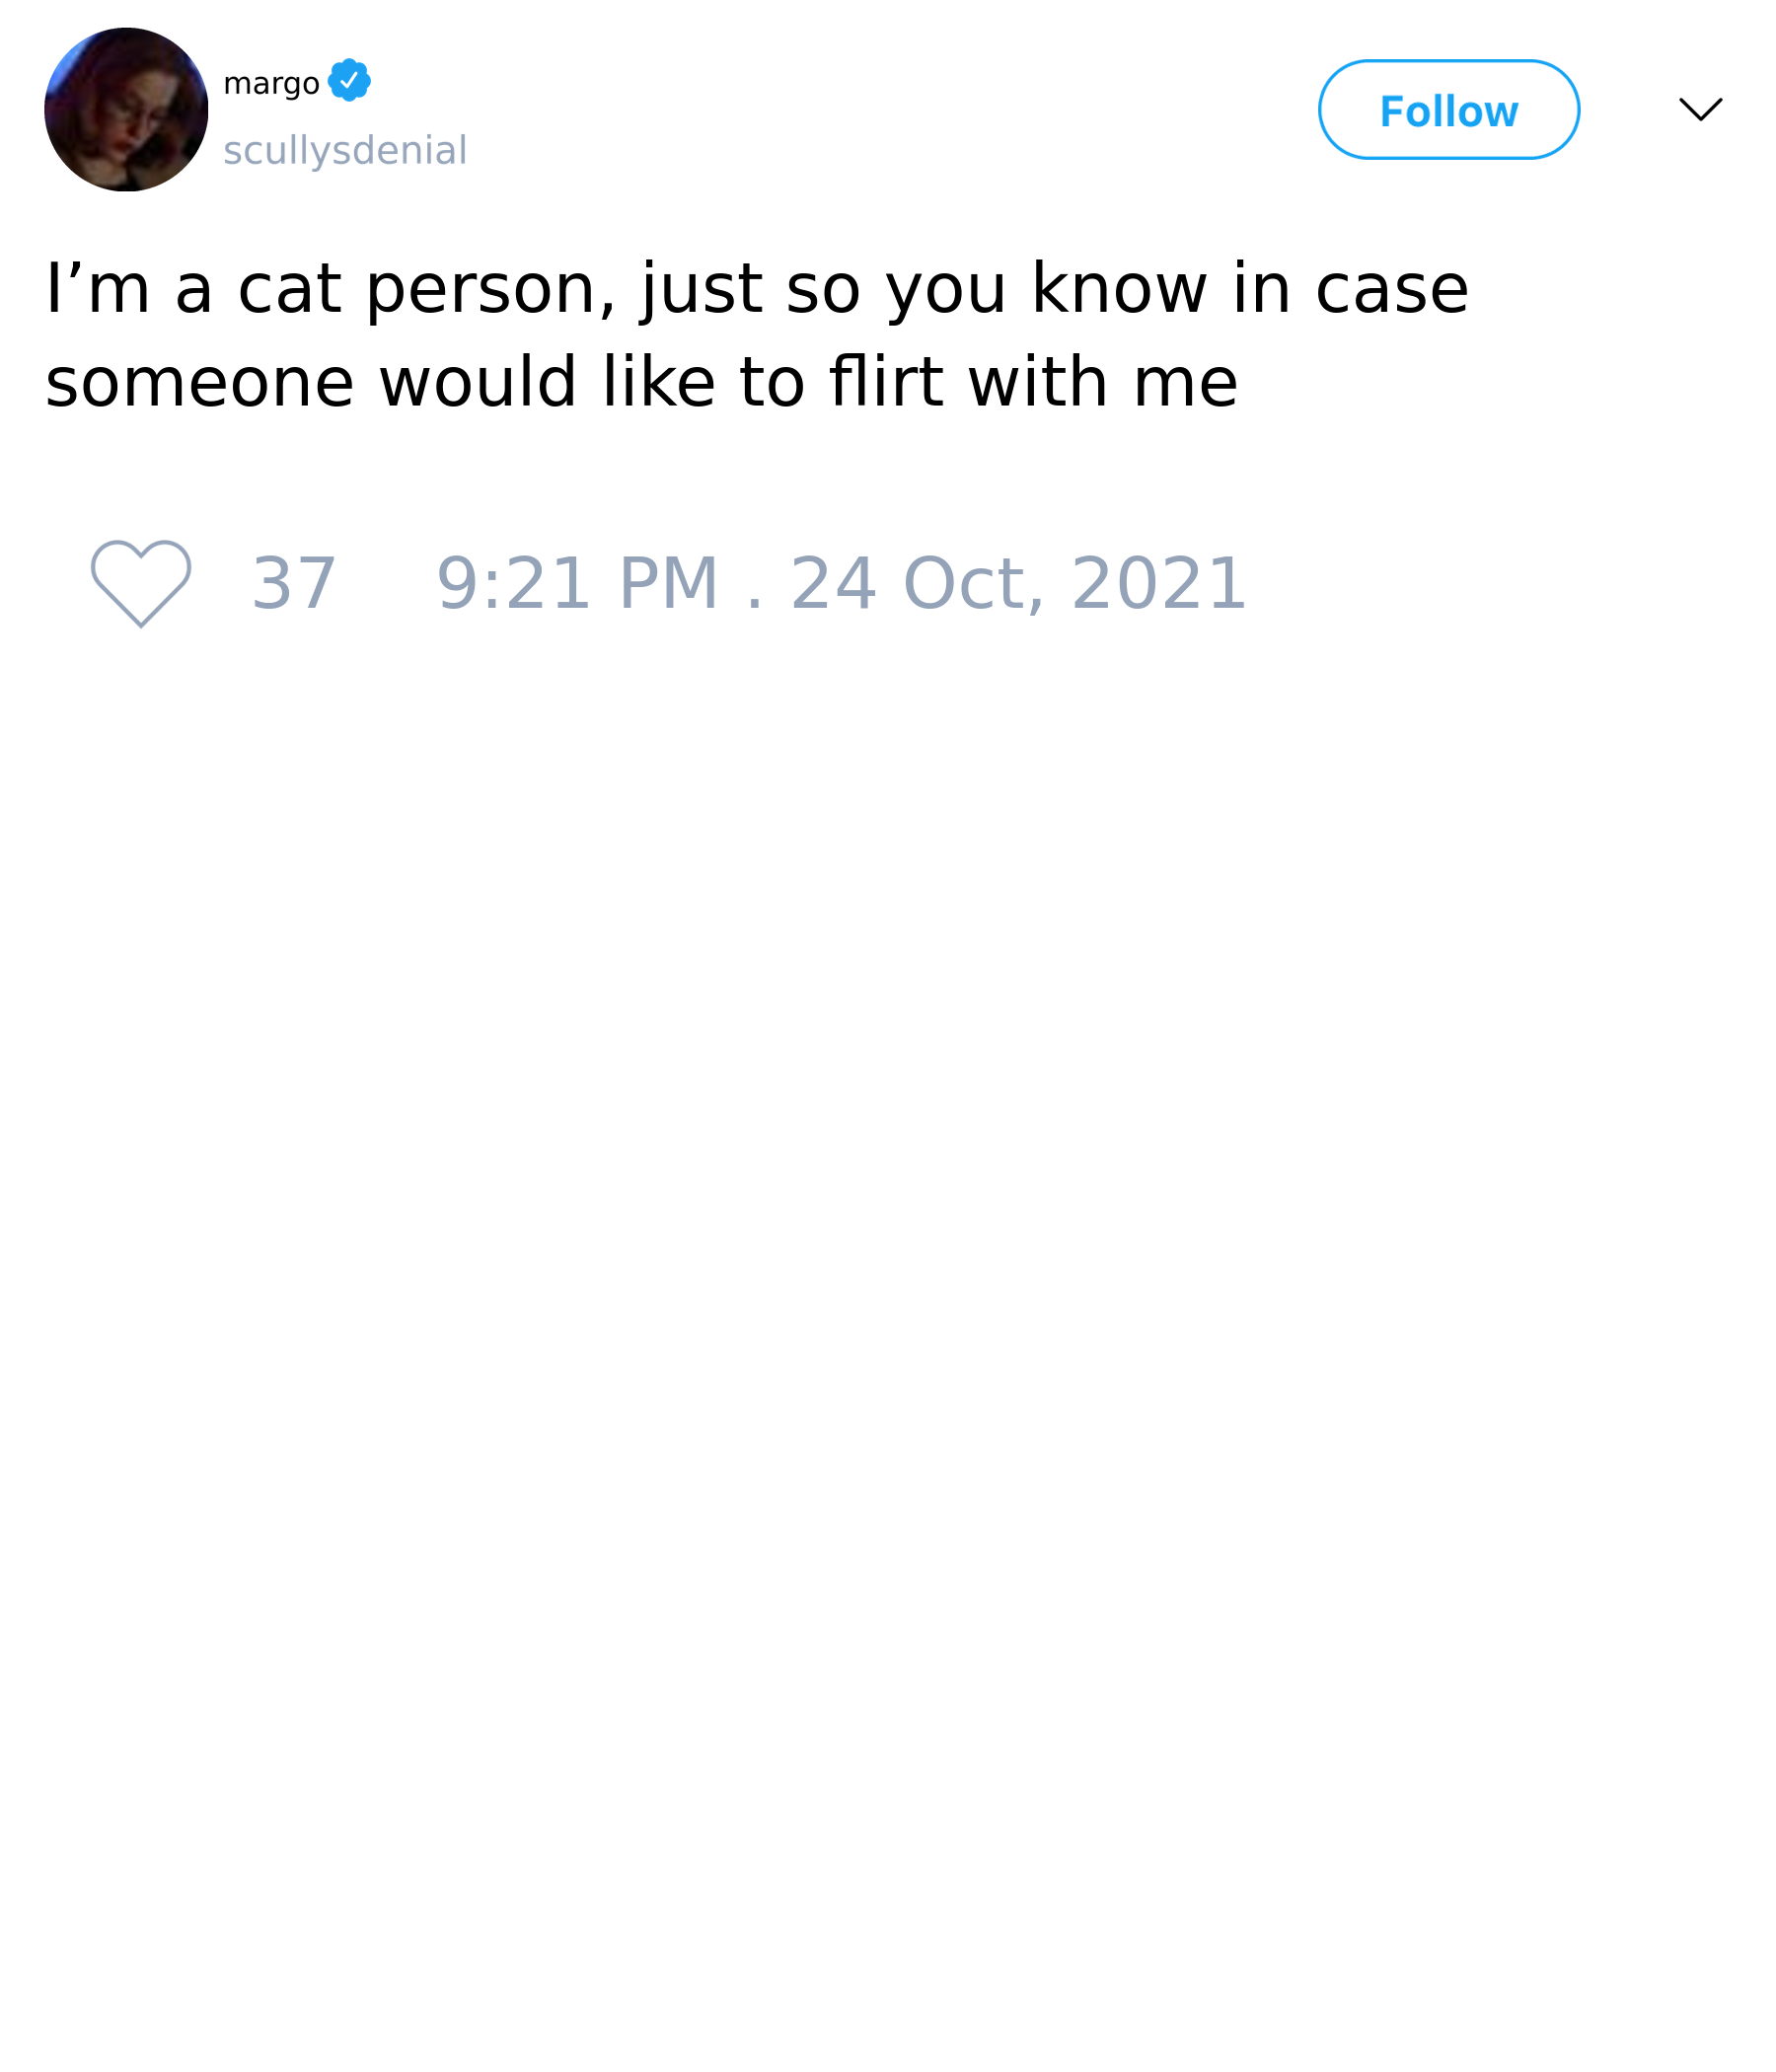 margo
scullysdenial
Follow
I’m a cat person, just so you know in case
someone would like to flirt with me
37 9:21 PM . 24 Oct, 2021